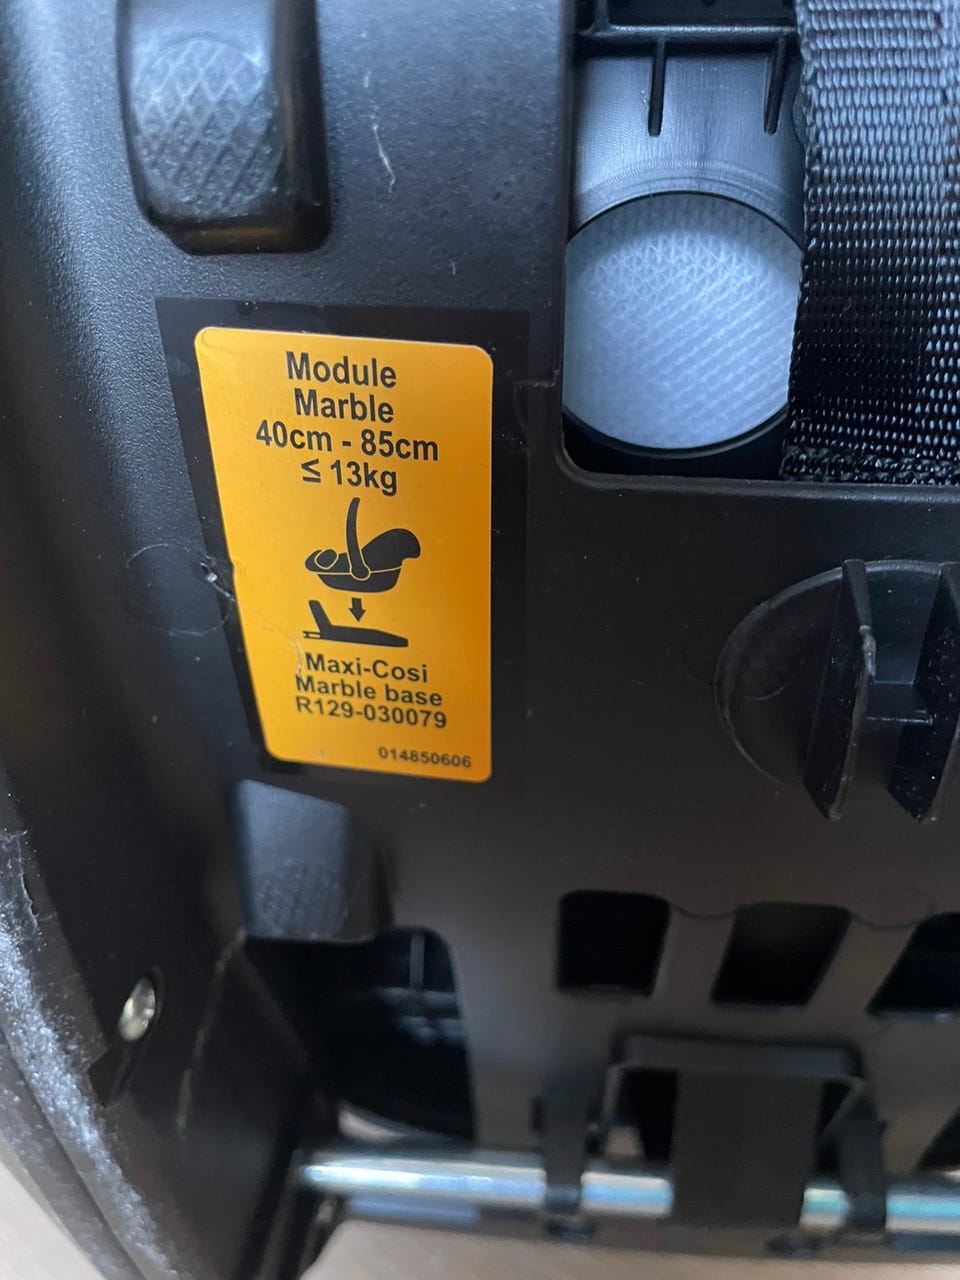 Module
Marble
40cm - 85cm
≤ 13kg
Maxi-Cosi
Marble base
R129-030079
014850606